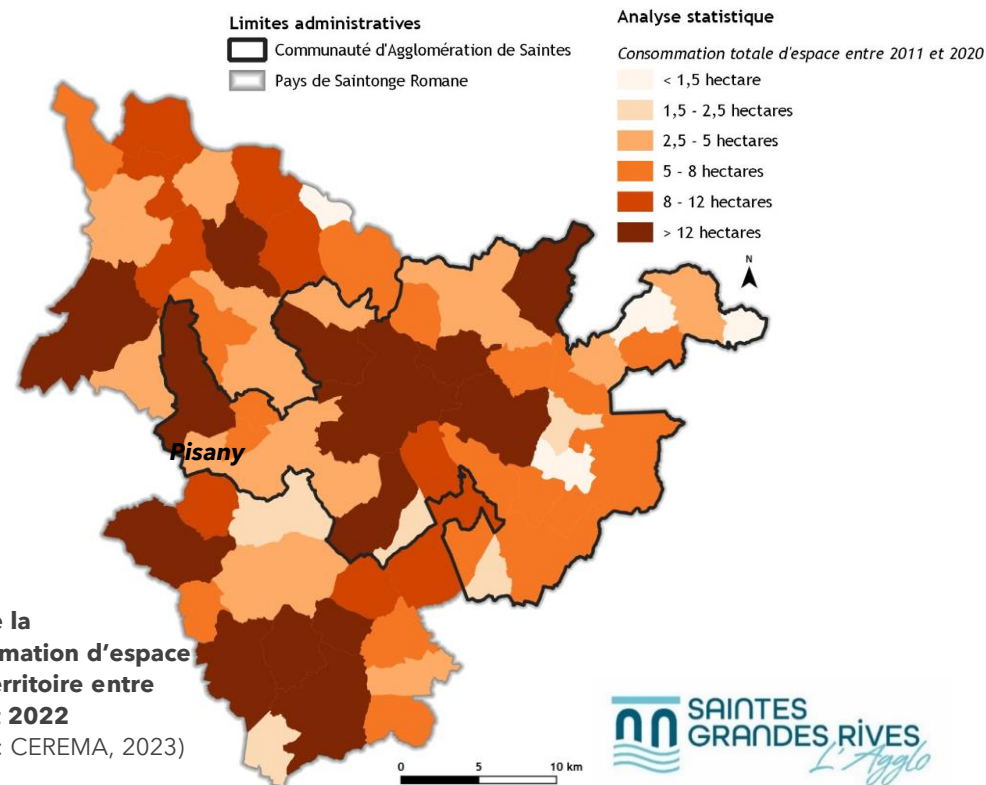 Limites administratives
Communauté d'Agglomération de Saintes
Pays de Saintonge Romane
Analyse statistique
Consommation totale d'espace entre 2011 et 2020
< 1,5 hectare
1,5 - 2,5 hectares
2,5 - 5 hectares
5 - 8 hectares
8 - 12 hectares
> 12 hectares
N
Pisany
la
mation d'espace
erritoire entre
2022
: CEREMA, 2023)
0 5 10 km
SAINTES
GRANDES RIVES
L'Agglo